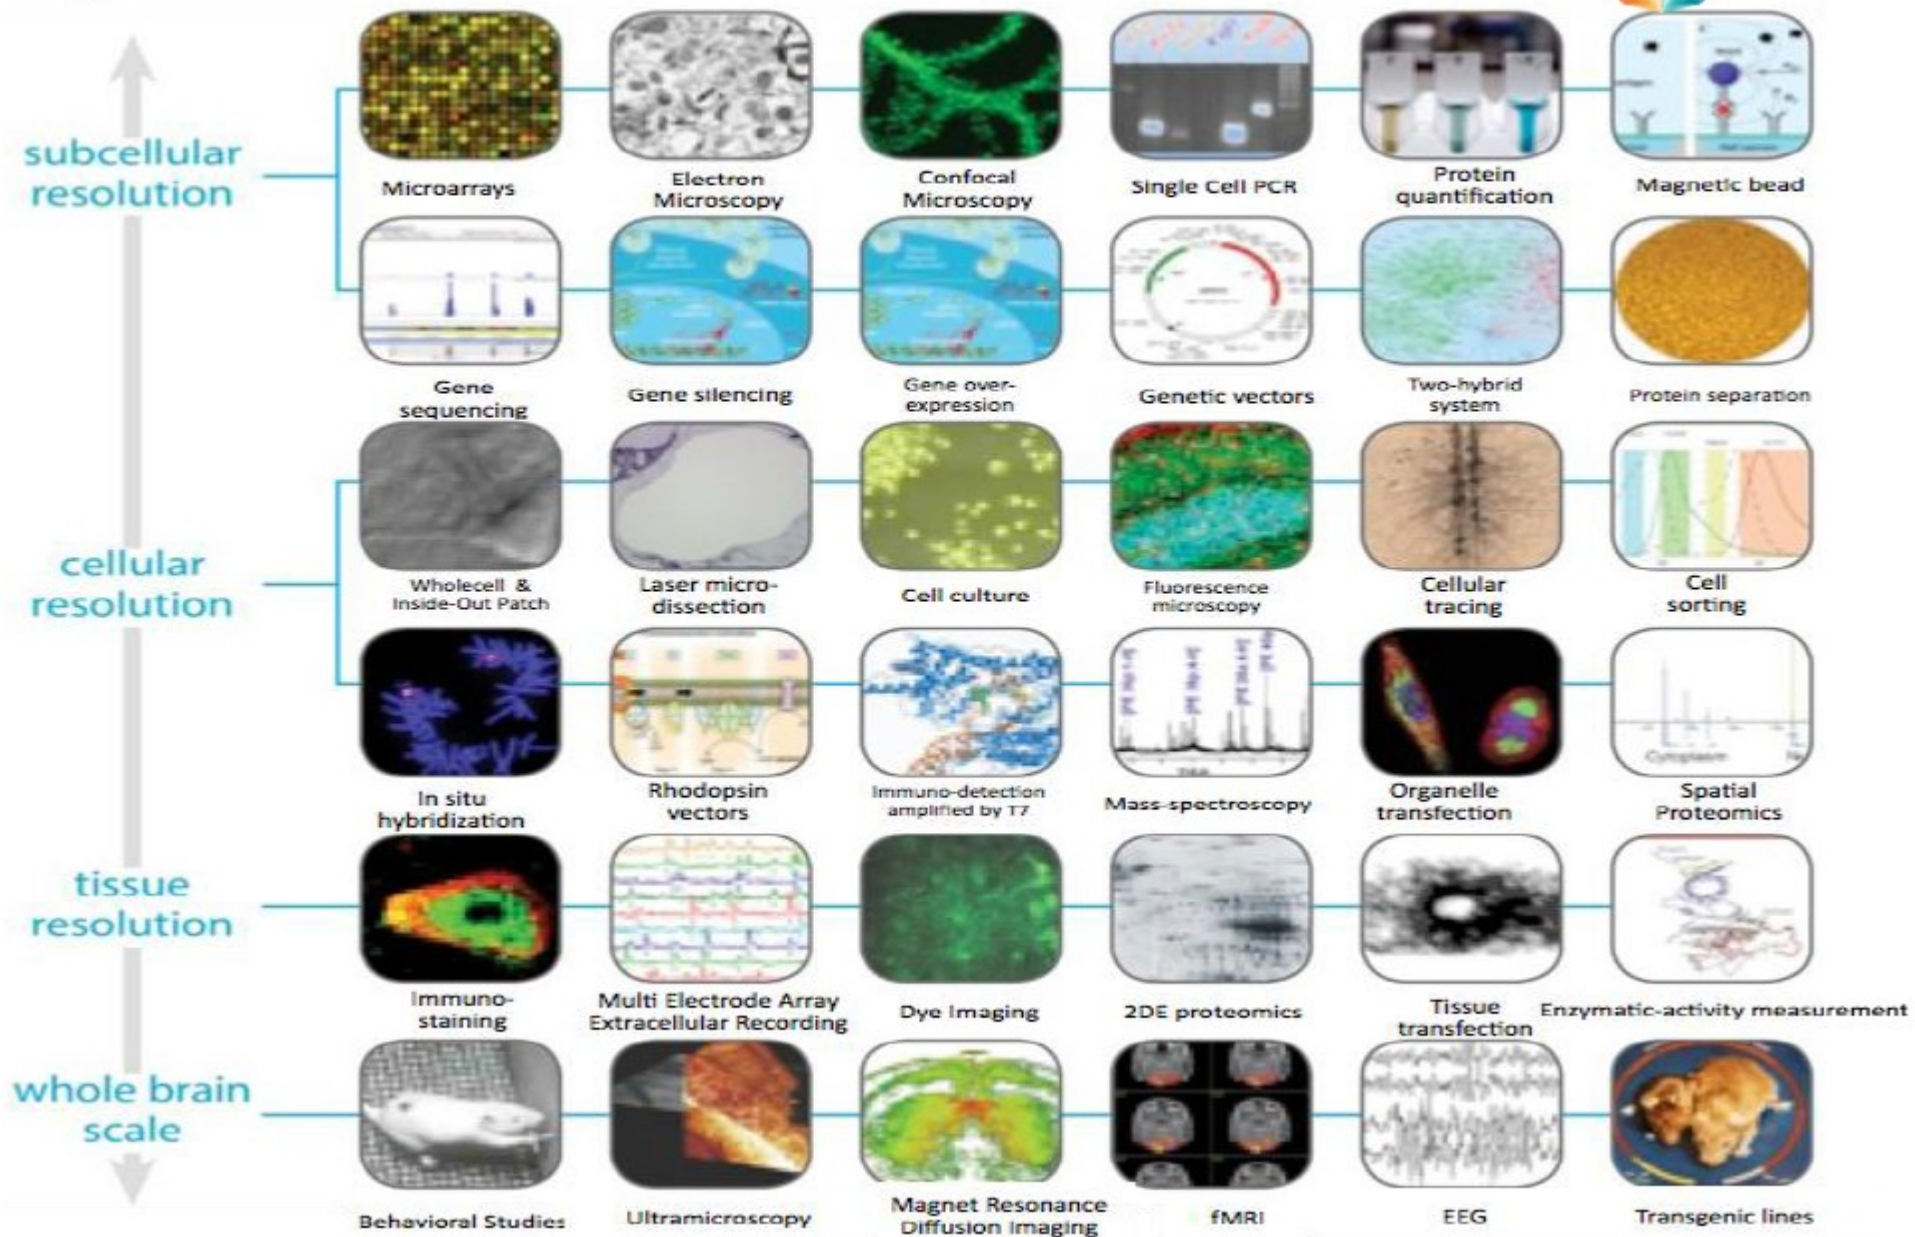 subcellular
resolution
Microarrays
Electron
Microscopy
Confocal
Microscopy
Single Cell PCR
Protein
quantification
Magnetic bead
Gene
sequencing
Gene silencing
Gene over-
expression
Genetic vectors
Two-hybrid
system
Protein separation
cellular
resolution
Wholecell &
Inside-Out Patch
Laser micro-
dissection
Cell culture
Fluorescence
microscopy
Cellular
tracing
Cell
sorting
In situ
hybridization
Rhodopsin
vectors
Immuno-detection
amplified by T7
Mass-spectroscopy
Organelle
transfection
Cytoplasm
Spatial
Proteomics
tissue
resolution
Immuno-
staining
Multi Electrode Array
Extracellular Recording
Dye Imaging
2DE proteomics
Tissue
transfection
Enzymatic-activity measurement
whole brain
scale
Behavioral Studies
Ultramicroscopy
Magnet Resonance
Diffusion Imaging
fMRI
EEG
Transgenic lines